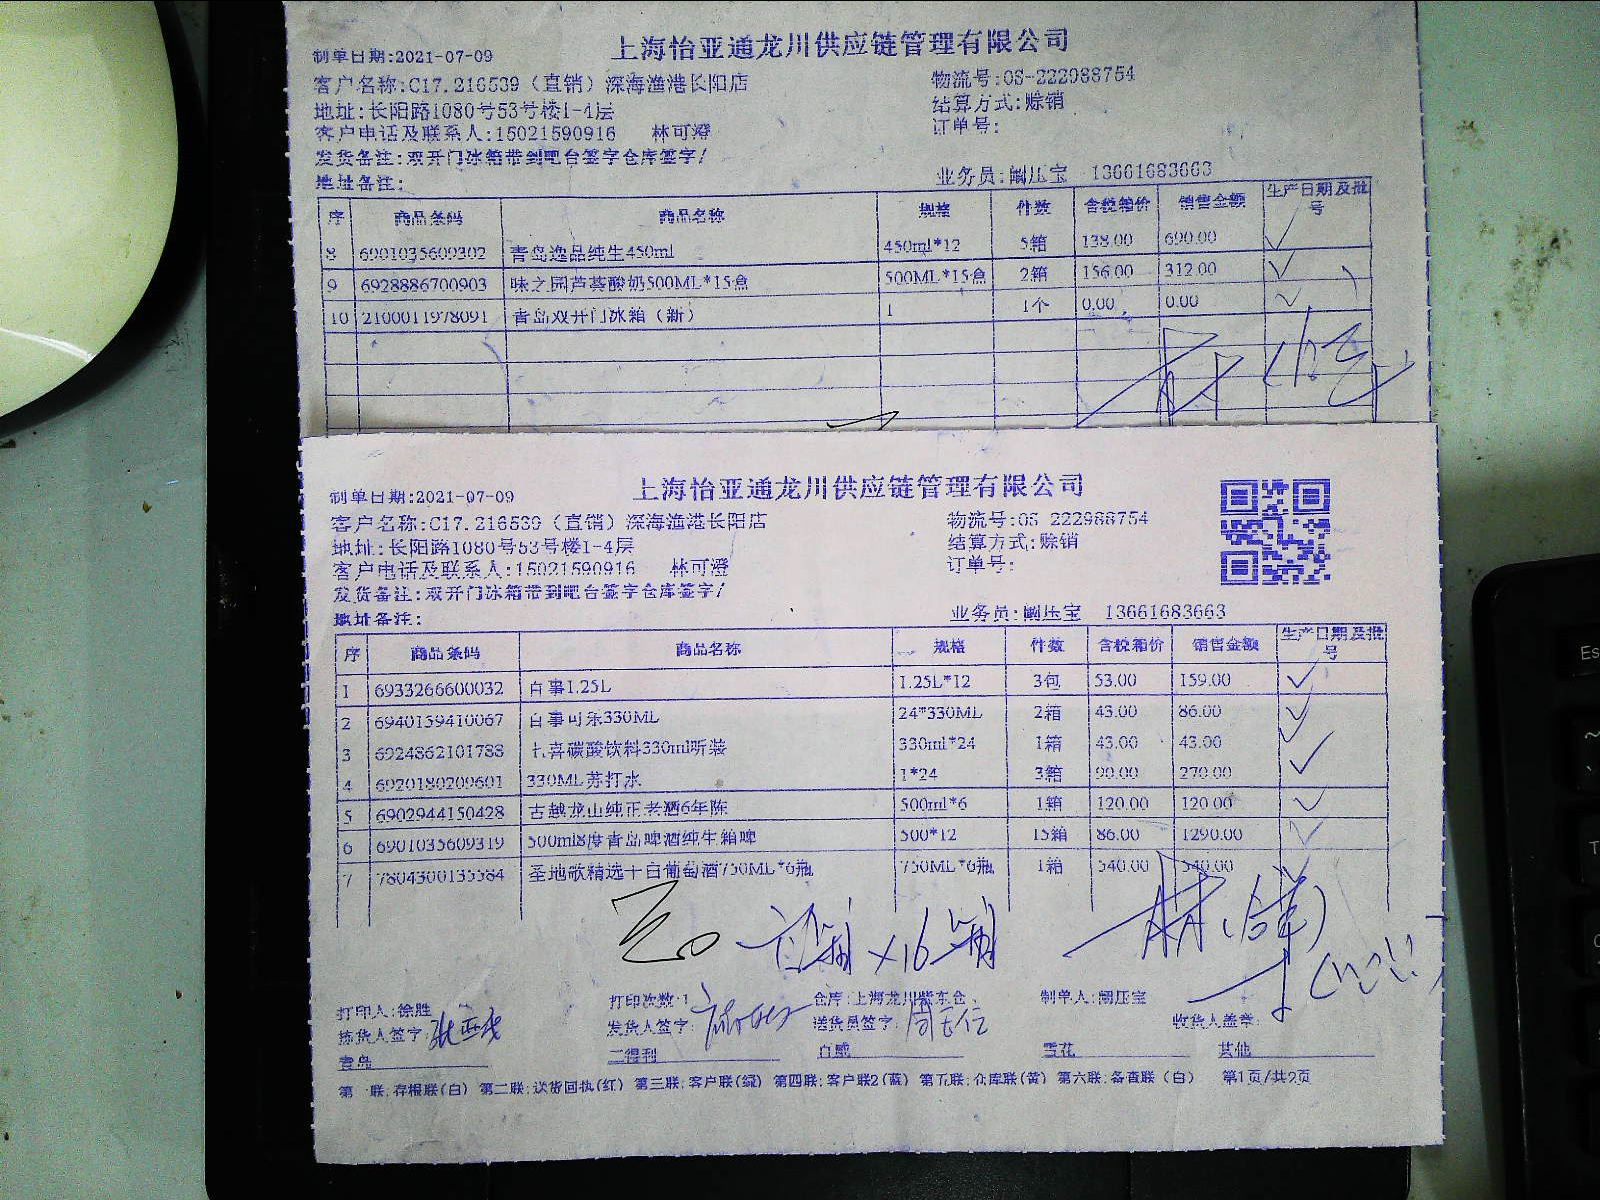 上海怡亚通龙川供应链管理有限公司
制单日期:2021-07-09
客户名称:C17.216539（直销）深海渔港长阳店 物流号:OS-222988754
地址:长阳路1080号53号楼1-4层 结算方式:赊销
客户电话及联系人:15021590916 林可澄 订单号:
发货备注:双开门冰箱带到吧台签字仓库签字/
地址备注: 业务员:阚压宝 13661683663
序 商品条码 商品名称 规格 件数 含税箱价 销售金额 生产日期及批号
8 6901035609302 青岛逸品纯生450ml 450ml*12 5箱 138.00 690.00
9 6928886700903 味之园芦荟酸奶500ML*15盒 500ML*15盒 2箱 156.00 312.00
10 2100011978091 青岛双开门冰箱（新） 1 1个 0.00 0.00
上海怡亚通龙川供应链管理有限公司
制单日期:2021-07-09
客户名称:C17.216539（直销）深海渔港长阳店 物流号:OS-222988754
地址:长阳路1080号53号楼1-4层 结算方式:赊销
客户电话及联系人:15021590916 林可澄 订单号:
发货备注:双开门冰箱带到吧台签字仓库签字/
地址备注: 业务员:阚压宝 13661683663
序 商品条码 商品名称 规格 件数 含税箱价 销售金额 生产日期及批号
1 6933266600032 百事1.25L 1.25L*12 3包 53.00 159.00
2 6940159410067 百事可乐330ML 24*330ML 2箱 43.00 86.00
3 6924862101788 七喜碳酸饮料330ml听装 330ml*24 1箱 43.00 43.00
4 6920180209601 330ML苏打水 1*24 3箱 90.00 270.00
5 6902944150428 古越龙山纯正老酒6年陈 500ml*6 1箱 120.00 120.00
6 6901035609319 500ml8度青岛啤酒纯生箱啤 500*12 15箱 86.00 1290.00
7 7804300135584 圣地歌精选干白葡萄酒750ML*6瓶 750ML*6瓶 1箱 540.00 540.00
×16箱
打印人:徐胜 打印次数:1 仓库:上海龙川紫东仓 制单人:阚压宝
拣货人签字: 发货人签字: 送货员签字: 收货人盖章:
青岛 三得利 百威 雪花 其他
第一联:存根联(白) 第二联:送货回执(红) 第三联:客户联(绿) 第四联:客户联2(蓝) 第五联:仓库联(黄) 第六联:备查联(白) 第1页/共2页